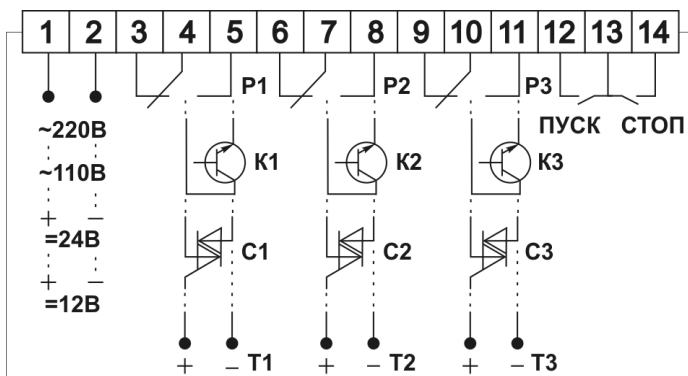 1 2 3 4 5 6 7 8 9 10 11 12 13 14
P1 P2 P3
ПУСК СТОП
~220В
~110В
K1 K2 K3
+ –
=24В
C1 C2 C3
+ –
=12В
+ – T1 + – T2 + – T3